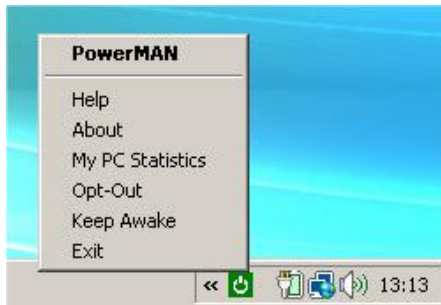 PowerMAN
Help
About
My PC Statistics
Opt-Out
Keep Awake
Exit
« 13:13